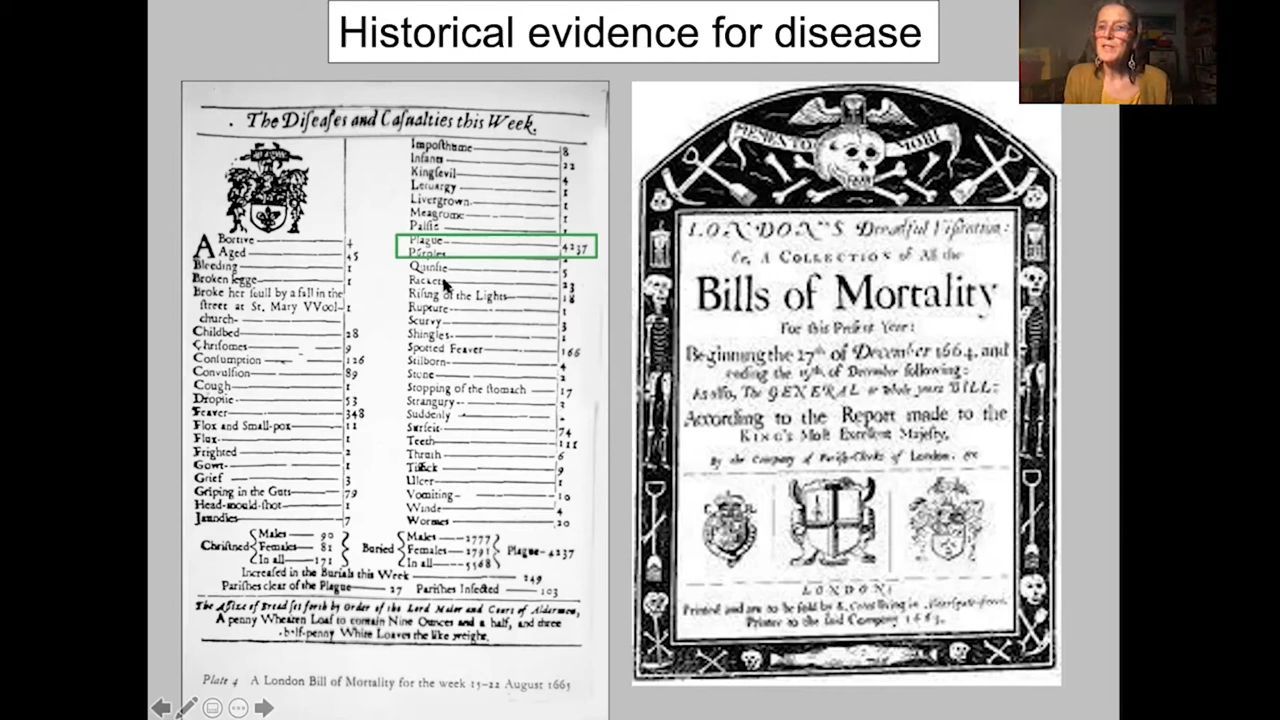 Historical evidence for disease
The Diseases and Casualties this Week.
ABortive 4
Aged 45
Bleeding 1
Broken legge 1
Broke her scull by a fall in the
street at St. Mary VVool- 1
church
Childbed 28
Chrisomes 9
Consumption 126
Convulsion 89
Cough 1
Dropsie 53
Feaver 348
Flox and Small-pox 11
Flux 1
Frighted 2
Gowt 1
Grief 3
Griping in the Guts 79
Head-mould-shot 1
Jaundies 7
Imposthume 8
Infants 22
Kingsevil 4
Lethargy 1
Livergrown 1
Meagrome 1
Palsie 1
Plague 4237
Purples
Quinsie 5
Rickets 23
Rising of the Lights 18
Rupture 1
Scurvy 3
Shingles 1
Spotted Feaver 166
Stilborn 4
Stone 2
Stopping of the stomach 17
Strangury
Suddenly
Surfeit 74
Teeth 111
Thrush 6
Tissick 9
Ulcer 1
Vomiting 10
Winde 4
Wormes 20
Christned Males 90 Females 81 In all 171
Buried Males 2777 Females 2791 In all 5568
Plague 4237
Increased in the Burials this Week 249
Parishes clear of the Plague 27 Parishes Infected 103
The Assize of Bread set forth by Order of the Lord Maior and Court of Aldermen,
A penny Wheaten Loaf to contain Nine Ounces and a half, and three
half-penny White Loaves the like weight.
Plate 4 A London Bill of Mortality for the week 15–22 August 1665
MEMENTO MORI
LONDON'S Dreadful Visitation:
Or, A COLLECTION of All the
Bills of Mortality
For this Present Year:
Beginning the 27th of December 1664. and
ending the 19th of December following:
As also, The GENERAL or whole years BILL:
According to the Report made to the
KING'S Most Excellent Majesty,
By the Company of Parish-Clerks of London, &c
LONDON:
Printed and are to be sold by E. Cotes living in Aldersgate-street.
Printer to the said Company 1665.